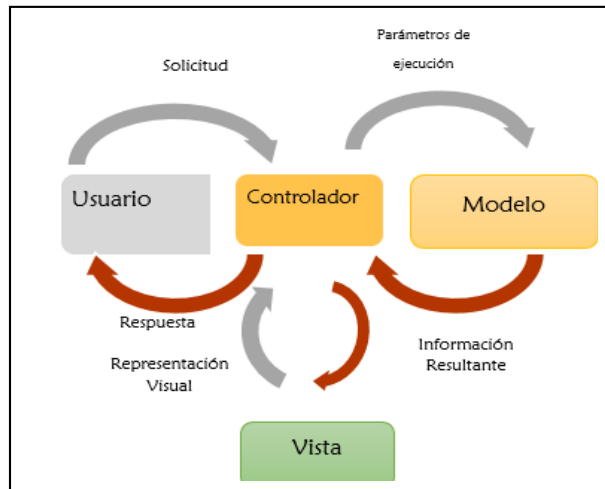 Solicitud
Parámetros de
ejecución
Usuario
Controlador
Modelo
Respuesta
Representación
Visual
Información
Resultante
Vista